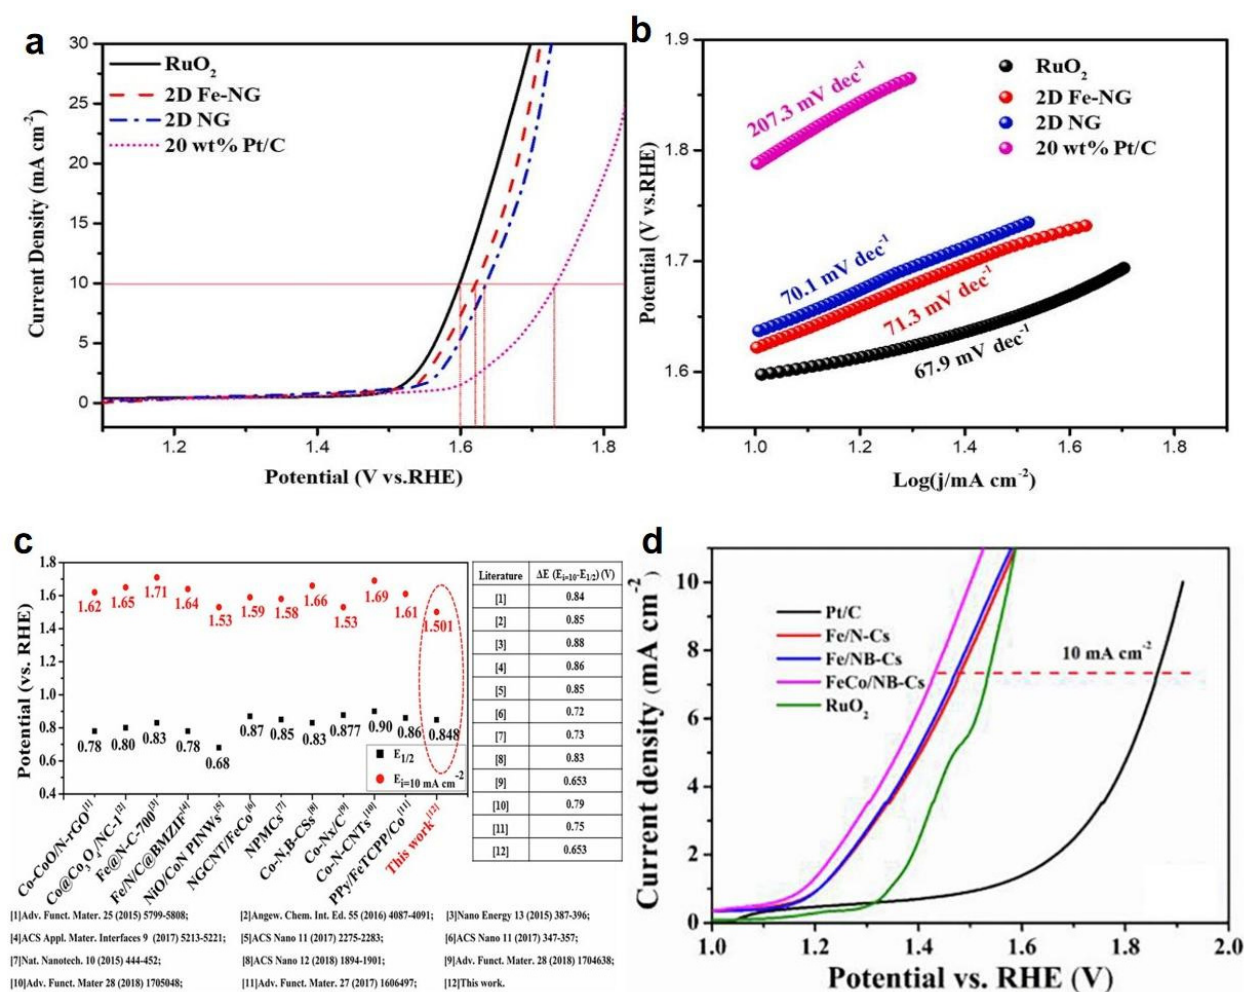 a
30
25
20
15
10
5
0
Current Density (mA cm⁻²)
RuO₂
2D Fe-NG
2D NG
20 wt% Pt/C
1.2 1.4 1.6 1.8
Potential (V vs.RHE)
b
1.9
1.8
1.7
1.6
Potential (V vs.RHE)
207.3 mV dec⁻¹
RuO₂
2D Fe-NG
2D NG
20 wt% Pt/C
70.1 mV dec⁻¹
71.3 mV dec⁻¹
67.9 mV dec⁻¹
1.0 1.2 1.4 1.6 1.8
Log(j/mA cm⁻²)
c
1.8
1.6
1.4
1.2
1.0
0.8
0.6
0.4
Potential (vs. RHE)
1.62 1.65 1.71 1.64 1.53 1.59 1.58 1.66 1.53 1.69 1.61 1.501
0.78 0.80 0.83 0.78 0.68 0.87 0.85 0.83 0.877 0.90 0.86 0.848
E₁/₂
Eᵢ₌₁₀ mA cm⁻²
Co-CoO/N-rGO[1]
Co@Co₃O₄/NC-1[2]
Fe@N-C-700[3]
Fe/N/C@BMZIF[4]
NiO/CoN PINWs[5]
NGCNT/FeCo[6]
NPMCs[7]
Co-N,B-CSs[8]
Co-Nx/C[9]
Co-N-CNTs[10]
PPy/FeTCPP/Co[11]
This work[12]
Literature ΔE (Eᵢ₌₁₀-E₁/₂) (V)
[1] 0.84
[2] 0.85
[3] 0.88
[4] 0.86
[5] 0.85
[6] 0.72
[7] 0.73
[8] 0.83
[9] 0.653
[10] 0.79
[11] 0.75
[12] 0.653
[1]Adv. Funct. Mater. 25 (2015) 5799-5808; [2]Angew. Chem. Int. Ed. 55 (2016) 4087-4091; [3]Nano Energy 13 (2015) 387-396;
[4]ACS Appl. Mater. Interfaces 9 (2017) 5213-5221; [5]ACS Nano 11 (2017) 2275-2283; [6]ACS Nano 11 (2017) 347-357;
[7]Nat. Nanotech. 10 (2015) 444-452; [8]ACS Nano 12 (2018) 1894-1901; [9]Adv. Funct. Mater. 28 (2018) 1704638;
[10]Adv. Funct. Mater 28 (2018) 1705048; [11]Adv. Funct. Mater. 27 (2017) 1606497; [12]This work.
d
10
8
6
4
2
0
Current density (mA cm⁻²)
Pt/C
Fe/N-Cs
Fe/NB-Cs
FeCo/NB-Cs
RuO₂
10 mA cm⁻²
1.0 1.2 1.4 1.6 1.8 2.0
Potential vs. RHE (V)